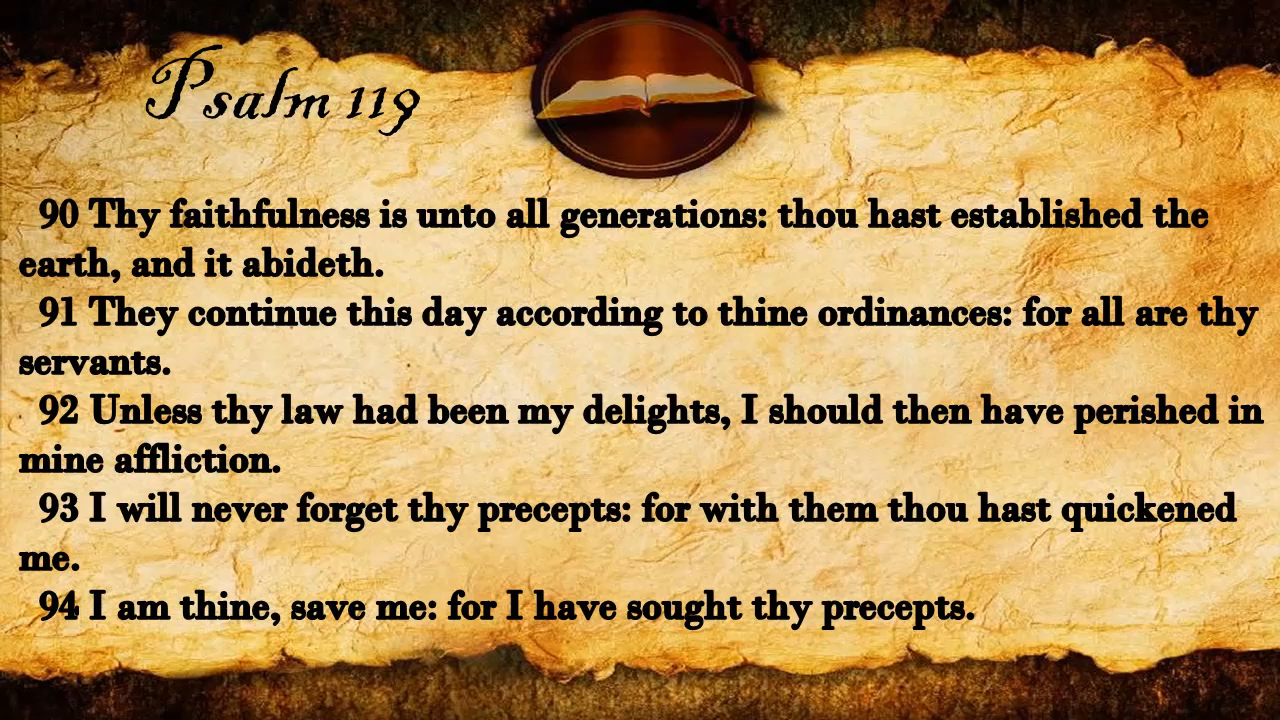 Psalm 119
90 Thy faithfulness is unto all generations: thou hast established the
earth, and it abideth.
91 They continue this day according to thine ordinances: for all are thy
servants.
92 Unless thy law had been my delights, I should then have perished in
mine affliction.
93 I will never forget thy precepts: for with them thou hast quickened
me.
94 I am thine, save me: for I have sought thy precepts.